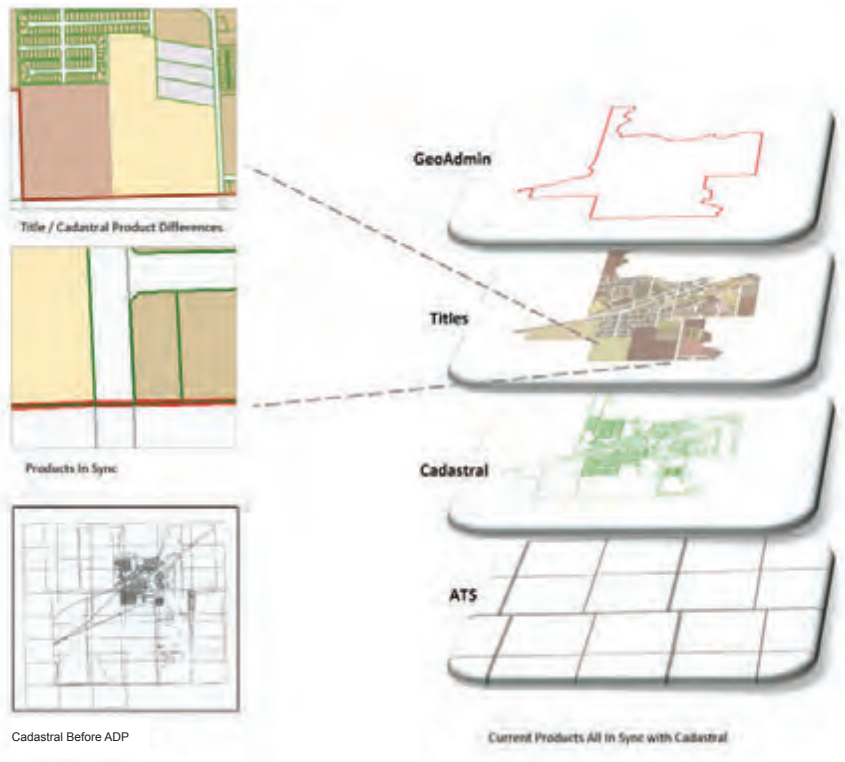 GeoAdmin
Title / Cadastral Product Differences
Titles
Products In Sync
Cadastral
ATS
Cadastral Before ADP
Current Products All In Sync with Cadastral